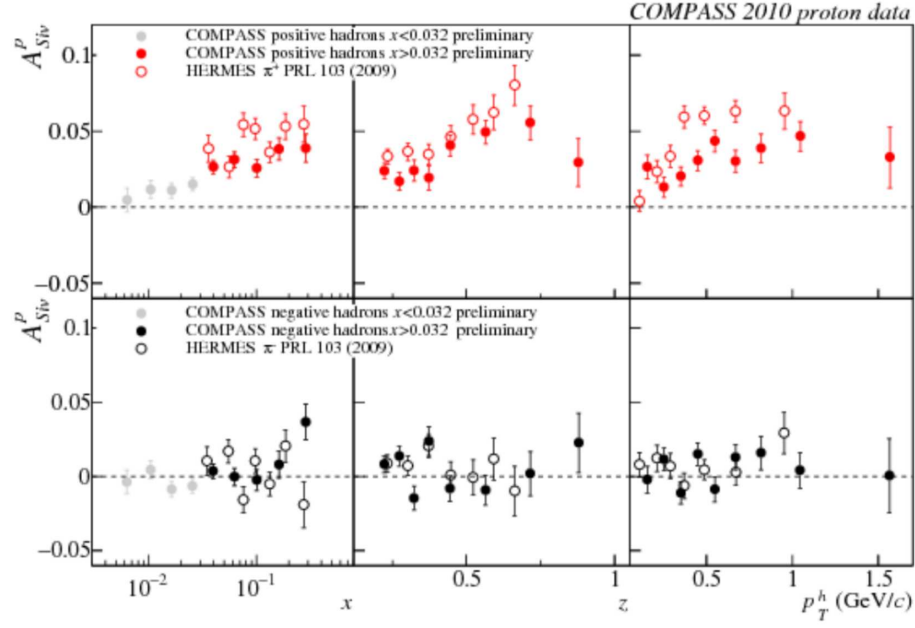 COMPASS 2010 proton data
A^p_Siv
0.1
0.05
0
−0.05
COMPASS positive hadrons x<0.032 preliminary
COMPASS positive hadrons x>0.032 preliminary
HERMES π⁺ PRL 103 (2009)
A^p_Siv
0.1
0.05
0
−0.05
COMPASS negative hadrons x<0.032 preliminary
COMPASS negative hadrons x>0.032 preliminary
HERMES π⁻ PRL 103 (2009)
10⁻² 10⁻¹ 0.5 1 0.5 1 1.5
x z p_T^h (GeV/c)